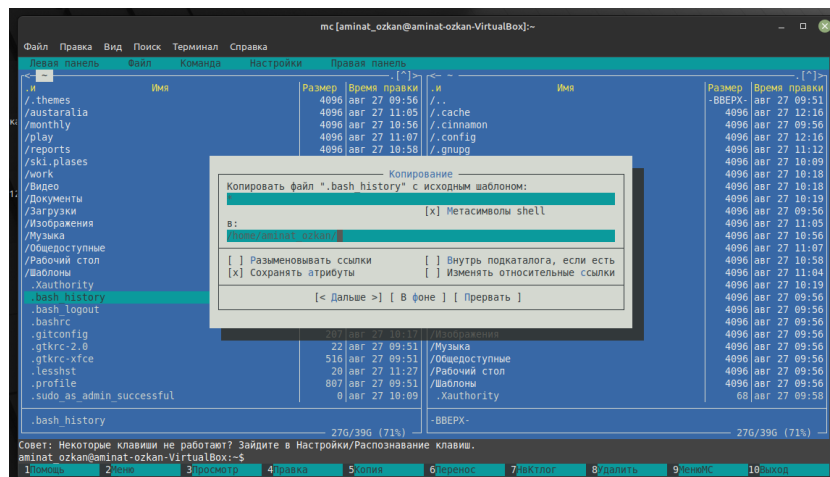 mc [aminat_ozkan@aminat-ozkan-VirtualBox]:~
Файл Правка Вид Поиск Терминал Справка
Левая панель Файл Команда Настройки Правая панель
<- ~ .[^]> <- ~ .[^]>
.и Имя Размер Время правки .и Имя Размер Время правки
/.themes 4096 авг 27 09:56 /.. -ВВЕРХ- авг 27 09:51
/austaralia 4096 авг 27 11:05 /.cache 4096 авг 27 12:16
/monthly 4096 авг 27 10:56 /.cinnamon 4096 авг 27 09:56
/play 4096 авг 27 11:07 /.config 4096 авг 27 12:16
/reports 4096 авг 27 10:58 /.gnupg 4096 авг 27 11:12
/ski.plases 4096 авг 27 10:09
/work Копирование 4096 авг 27 10:18
/Видео Копировать файл ".bash_history" с исходным шаблоном: 4096 авг 27 10:18
/Документы * 4096 авг 27 10:19
/Загрузки [x] Метасимволы shell 4096 авг 27 09:56
/Изображения в: 4096 авг 27 11:05
/Музыка /home/aminat_ozkan/ 4096 авг 27 10:56
/Общедоступные 4096 авг 27 11:07
/Рабочий стол [ ] Разыменовывать ссылки [ ] Внутрь подкаталога, если есть 4096 авг 27 10:58
/Шаблоны [x] Сохранять атрибуты [ ] Изменять относительные ссылки 4096 авг 27 11:04
.Xauthority 4096 авг 27 10:19
.bash_history [< Дальше >] [ В фоне ] [ Прервать ] 4096 авг 27 09:56
.bash_logout 4096 авг 27 09:56
.bashrc 4096 авг 27 09:56
.gitconfig 207 авг 27 10:17 /Изображения 4096 авг 27 09:56
.gtkrc-2.0 22 авг 27 09:51 /Музыка 4096 авг 27 09:56
.gtkrc-xfce 516 авг 27 09:51 /Общедоступные 4096 авг 27 09:56
.lesshst 20 авг 27 11:27 /Рабочий стол 4096 авг 27 09:56
.profile 807 авг 27 09:51 /Шаблоны 4096 авг 27 09:56
.sudo_as_admin_successful 0 авг 27 10:09 .Xauthority 68 авг 27 09:58
.bash_history -ВВЕРХ-
27G/39G (71%) 27G/39G (71%)
Совет: Некоторые клавиши не работают? Зайдите в Настройки/Распознавание клавиш.
aminat_ozkan@aminat-ozkan-VirtualBox:~$
1Помощь 2Меню 3Просмотр 4Правка 5Копия 6Перенос 7НвКтлог 8Удалить 9МенюМС 10Выход